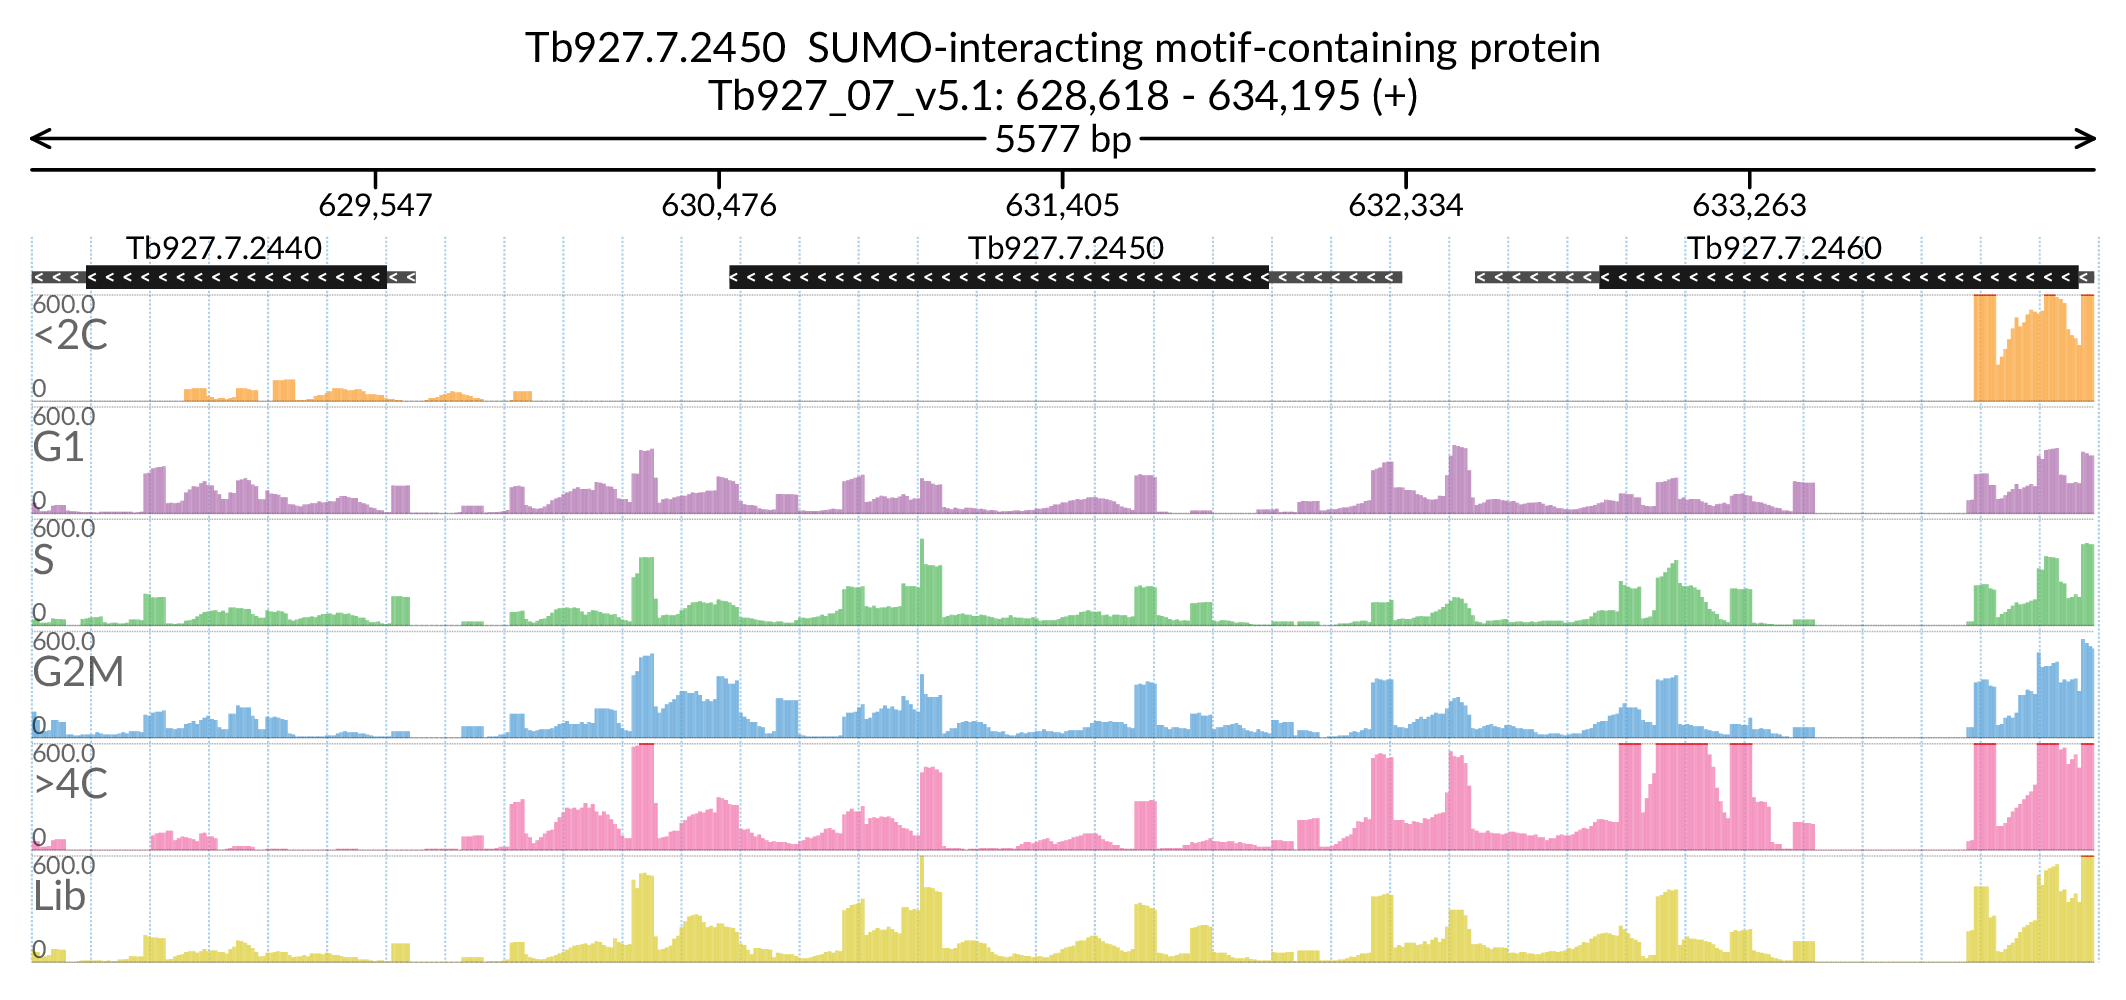 Tb927.7.2450  SUMO-interacting motif-containing protein
Tb927_07_v5.1: 628,618 - 634,195 (+)
5577 bp
629,547 630,476 631,405 632,334 633,263
Tb927.7.2440 Tb927.7.2450 Tb927.7.2460
600.0
<2C
0
600.0
G1
0
600.0
S
0
600.0
G2M
0
600.0
>4C
0
600.0
Lib
0